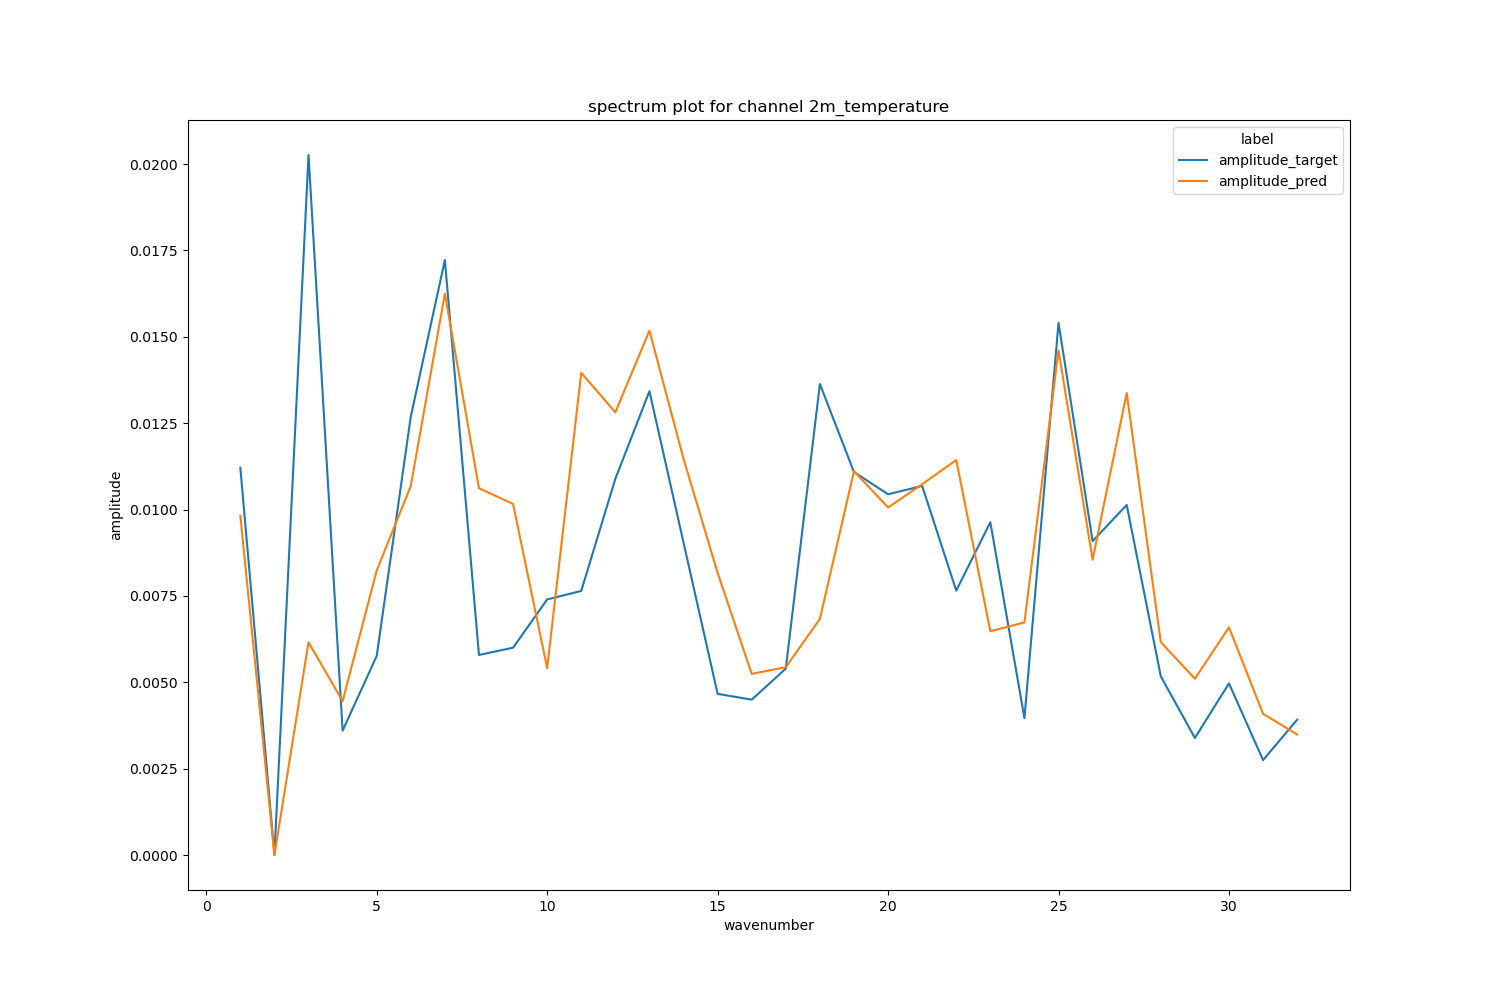 spectrum plot for channel 2m_temperature
label
amplitude_target
amplitude_pred
0.0200
0.0175
0.0150
0.0125
0.0100
0.0075
0.0050
0.0025
0.0000
amplitude
0 5 10 15 20 25 30
wavenumber